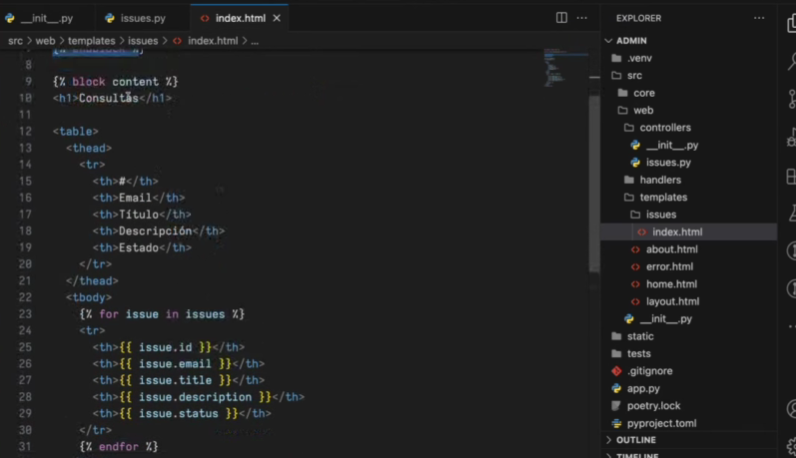 __init__.py
issues.py
index.html
src > web > templates > issues > index.html > ...
8
9 {% block content %}
10 <h1>Consultas</h1>
11
12 <table>
13 <thead>
14 <tr>
15 <th>#</th>
16 <th>Email</th>
17 <th>Título</th>
18 <th>Descripción</th>
19 <th>Estado</th>
20 </tr>
21 </thead>
22 <tbody>
23 {% for issue in issues %}
24 <tr>
25 <th>{{ issue.id }}</th>
26 <th>{{ issue.email }}</th>
27 <th>{{ issue.title }}</th>
28 <th>{{ issue.description }}</th>
29 <th>{{ issue.status }}</th>
30 </tr>
31 {% endfor %}
EXPLORER
ADMIN
.venv
src
core
web
controllers
__init__.py
issues.py
handlers
templates
issues
index.html
about.html
error.html
home.html
layout.html
__init__.py
static
tests
.gitignore
app.py
poetry.lock
pyproject.toml
OUTLINE
TIMELINE